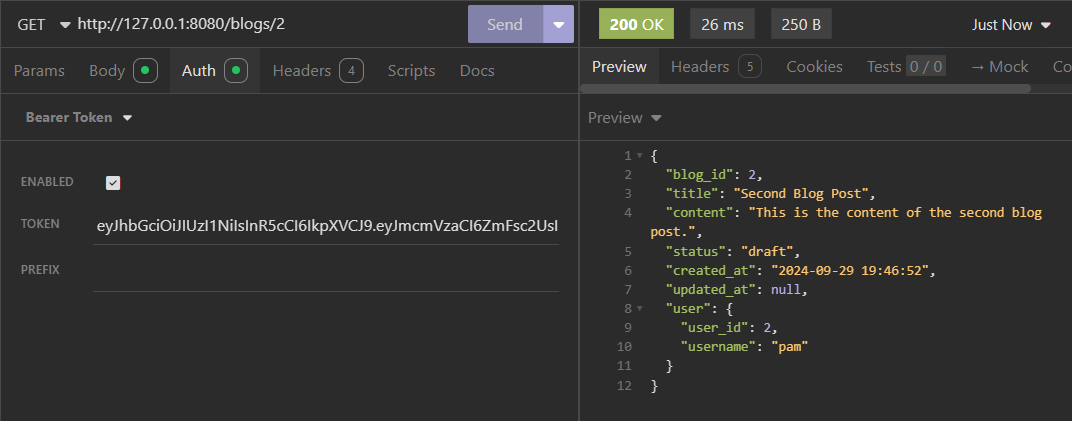 GET http://127.0.0.1:8080/blogs/2 Send
Params Body Auth Headers 4 Scripts Docs
Bearer Token
ENABLED
TOKEN eyJhbGciOiJIUzI1NiIsInR5cCI6IkpXVCJ9.eyJmcmVzaCI6ZmFsc2UsI
PREFIX
200 OK 26 ms 250 B Just Now
Preview Headers 5 Cookies Tests 0 / 0 → Mock Co
Preview
1 {
2 "blog_id": 2,
3 "title": "Second Blog Post",
4 "content": "This is the content of the second blog
post.",
5 "status": "draft",
6 "created_at": "2024-09-29 19:46:52",
7 "updated_at": null,
8 "user": {
9 "user_id": 2,
10 "username": "pam"
11 }
12 }